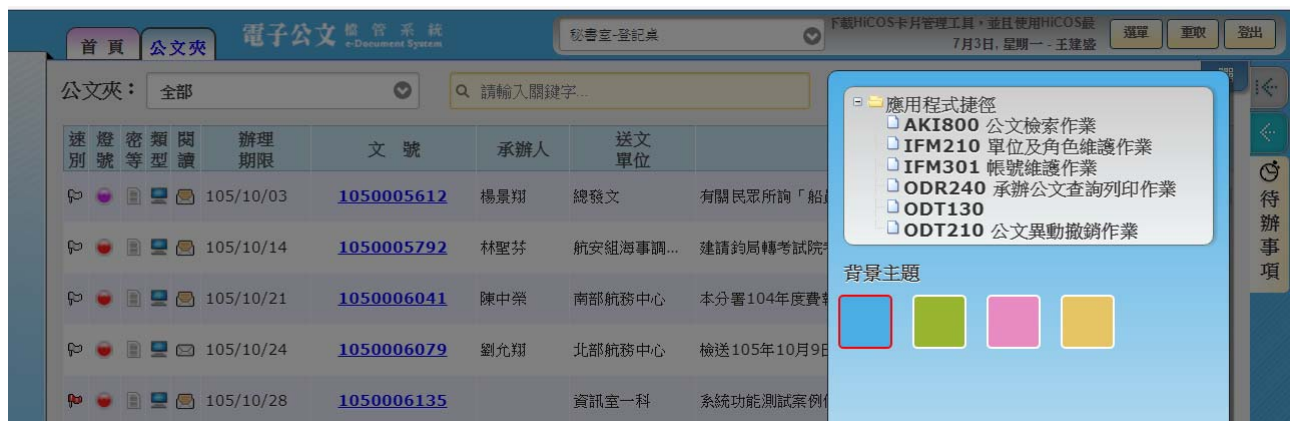 首頁
公文夾
電子公文檔管系統
e-Document System
秘書室-登記桌
下載HiCOS卡片管理工具，並且使用HiCOS最
7月3日, 星期一 - 王建盛
選單
重取
登出
公文夾：
全部
請輸入關鍵字...
速別 燈號 密等 類型 閱讀 辦理期限 文號 承辦人 送文單位
105/10/03 1050005612 楊景翔 總發文 有關民眾所詢「船員
105/10/14 1050005792 林聖芬 航安組海事調... 建請鈞局轉考試院考
105/10/21 1050006041 陳中榮 南部航務中心 本分署104年度費
105/10/24 1050006079 劉允翔 北部航務中心 檢送105年10月9日
105/10/28 1050006135 資訊室一科 系統功能測試案例
應用程式捷徑
AKI800 公文檢索作業
IFM210 單位及角色維護作業
IFM301 帳號維護作業
ODR240 承辦公文查詢列印作業
ODT130
ODT210 公文異動撤銷作業
背景主題
待辦事項